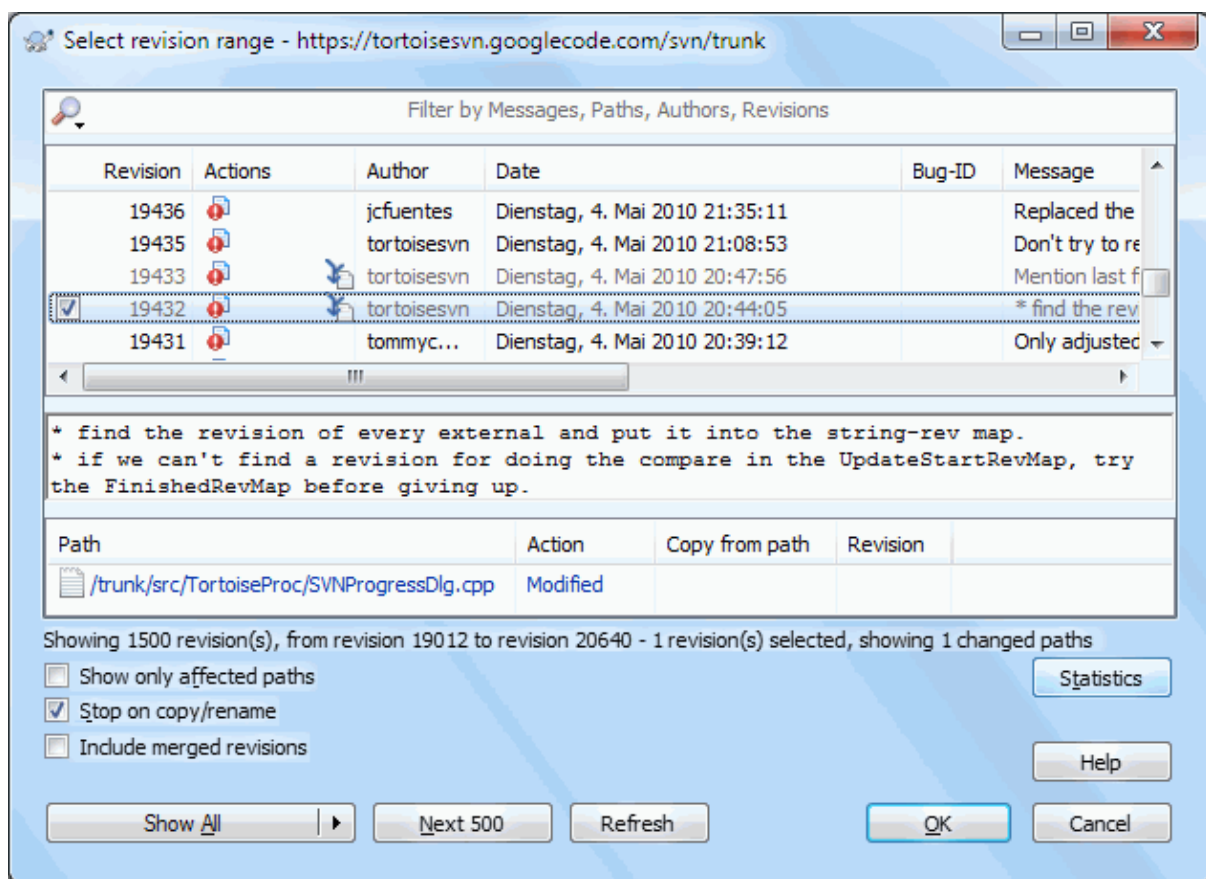 Select revision range - https://tortoisesvn.googlecode.com/svn/trunk
Filter by Messages, Paths, Authors, Revisions
Revision Actions Author Date Bug-ID Message
19436 jcfuentes Dienstag, 4. Mai 2010 21:35:11 Replaced the
19435 tortoisesvn Dienstag, 4. Mai 2010 21:08:53 Don't try to re
19433 tortoisesvn Dienstag, 4. Mai 2010 20:47:56 Mention last f
19432 tortoisesvn Dienstag, 4. Mai 2010 20:44:05 * find the rev
19431 tommyc... Dienstag, 4. Mai 2010 20:39:12 Only adjusted
* find the revision of every external and put it into the string-rev map.
* if we can't find a revision for doing the compare in the UpdateStartRevMap, try
the FinishedRevMap before giving up.
Path Action Copy from path Revision
/trunk/src/TortoiseProc/SVNProgressDlg.cpp Modified
Showing 1500 revision(s), from revision 19012 to revision 20640 - 1 revision(s) selected, showing 1 changed paths
Show only affected paths
Statistics
Stop on copy/rename
Include merged revisions
Help
Show All Next 500 Refresh OK Cancel